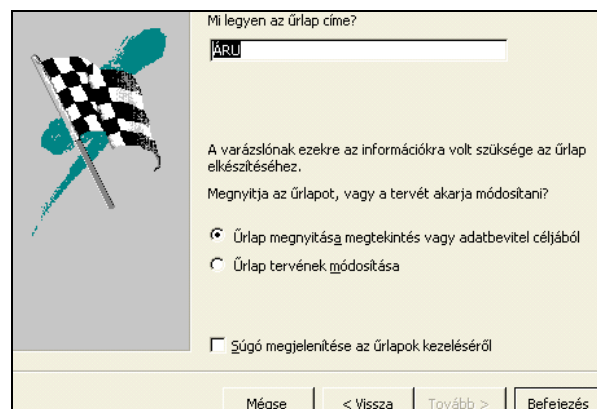 Mi legyen az űrlap címe?
ÁRU
A varázslónak ezekre az információkra volt szüksége az űrlap
elkészítéséhez.
Megnyitja az űrlapot, vagy a tervét akarja módosítani?
Űrlap megnyitása megtekintés vagy adatbevitel céljából
Űrlap tervének módosítása
Súgó megjelenítése az űrlapok kezeléséről
Mégse < Vissza Tovább > Befejezés